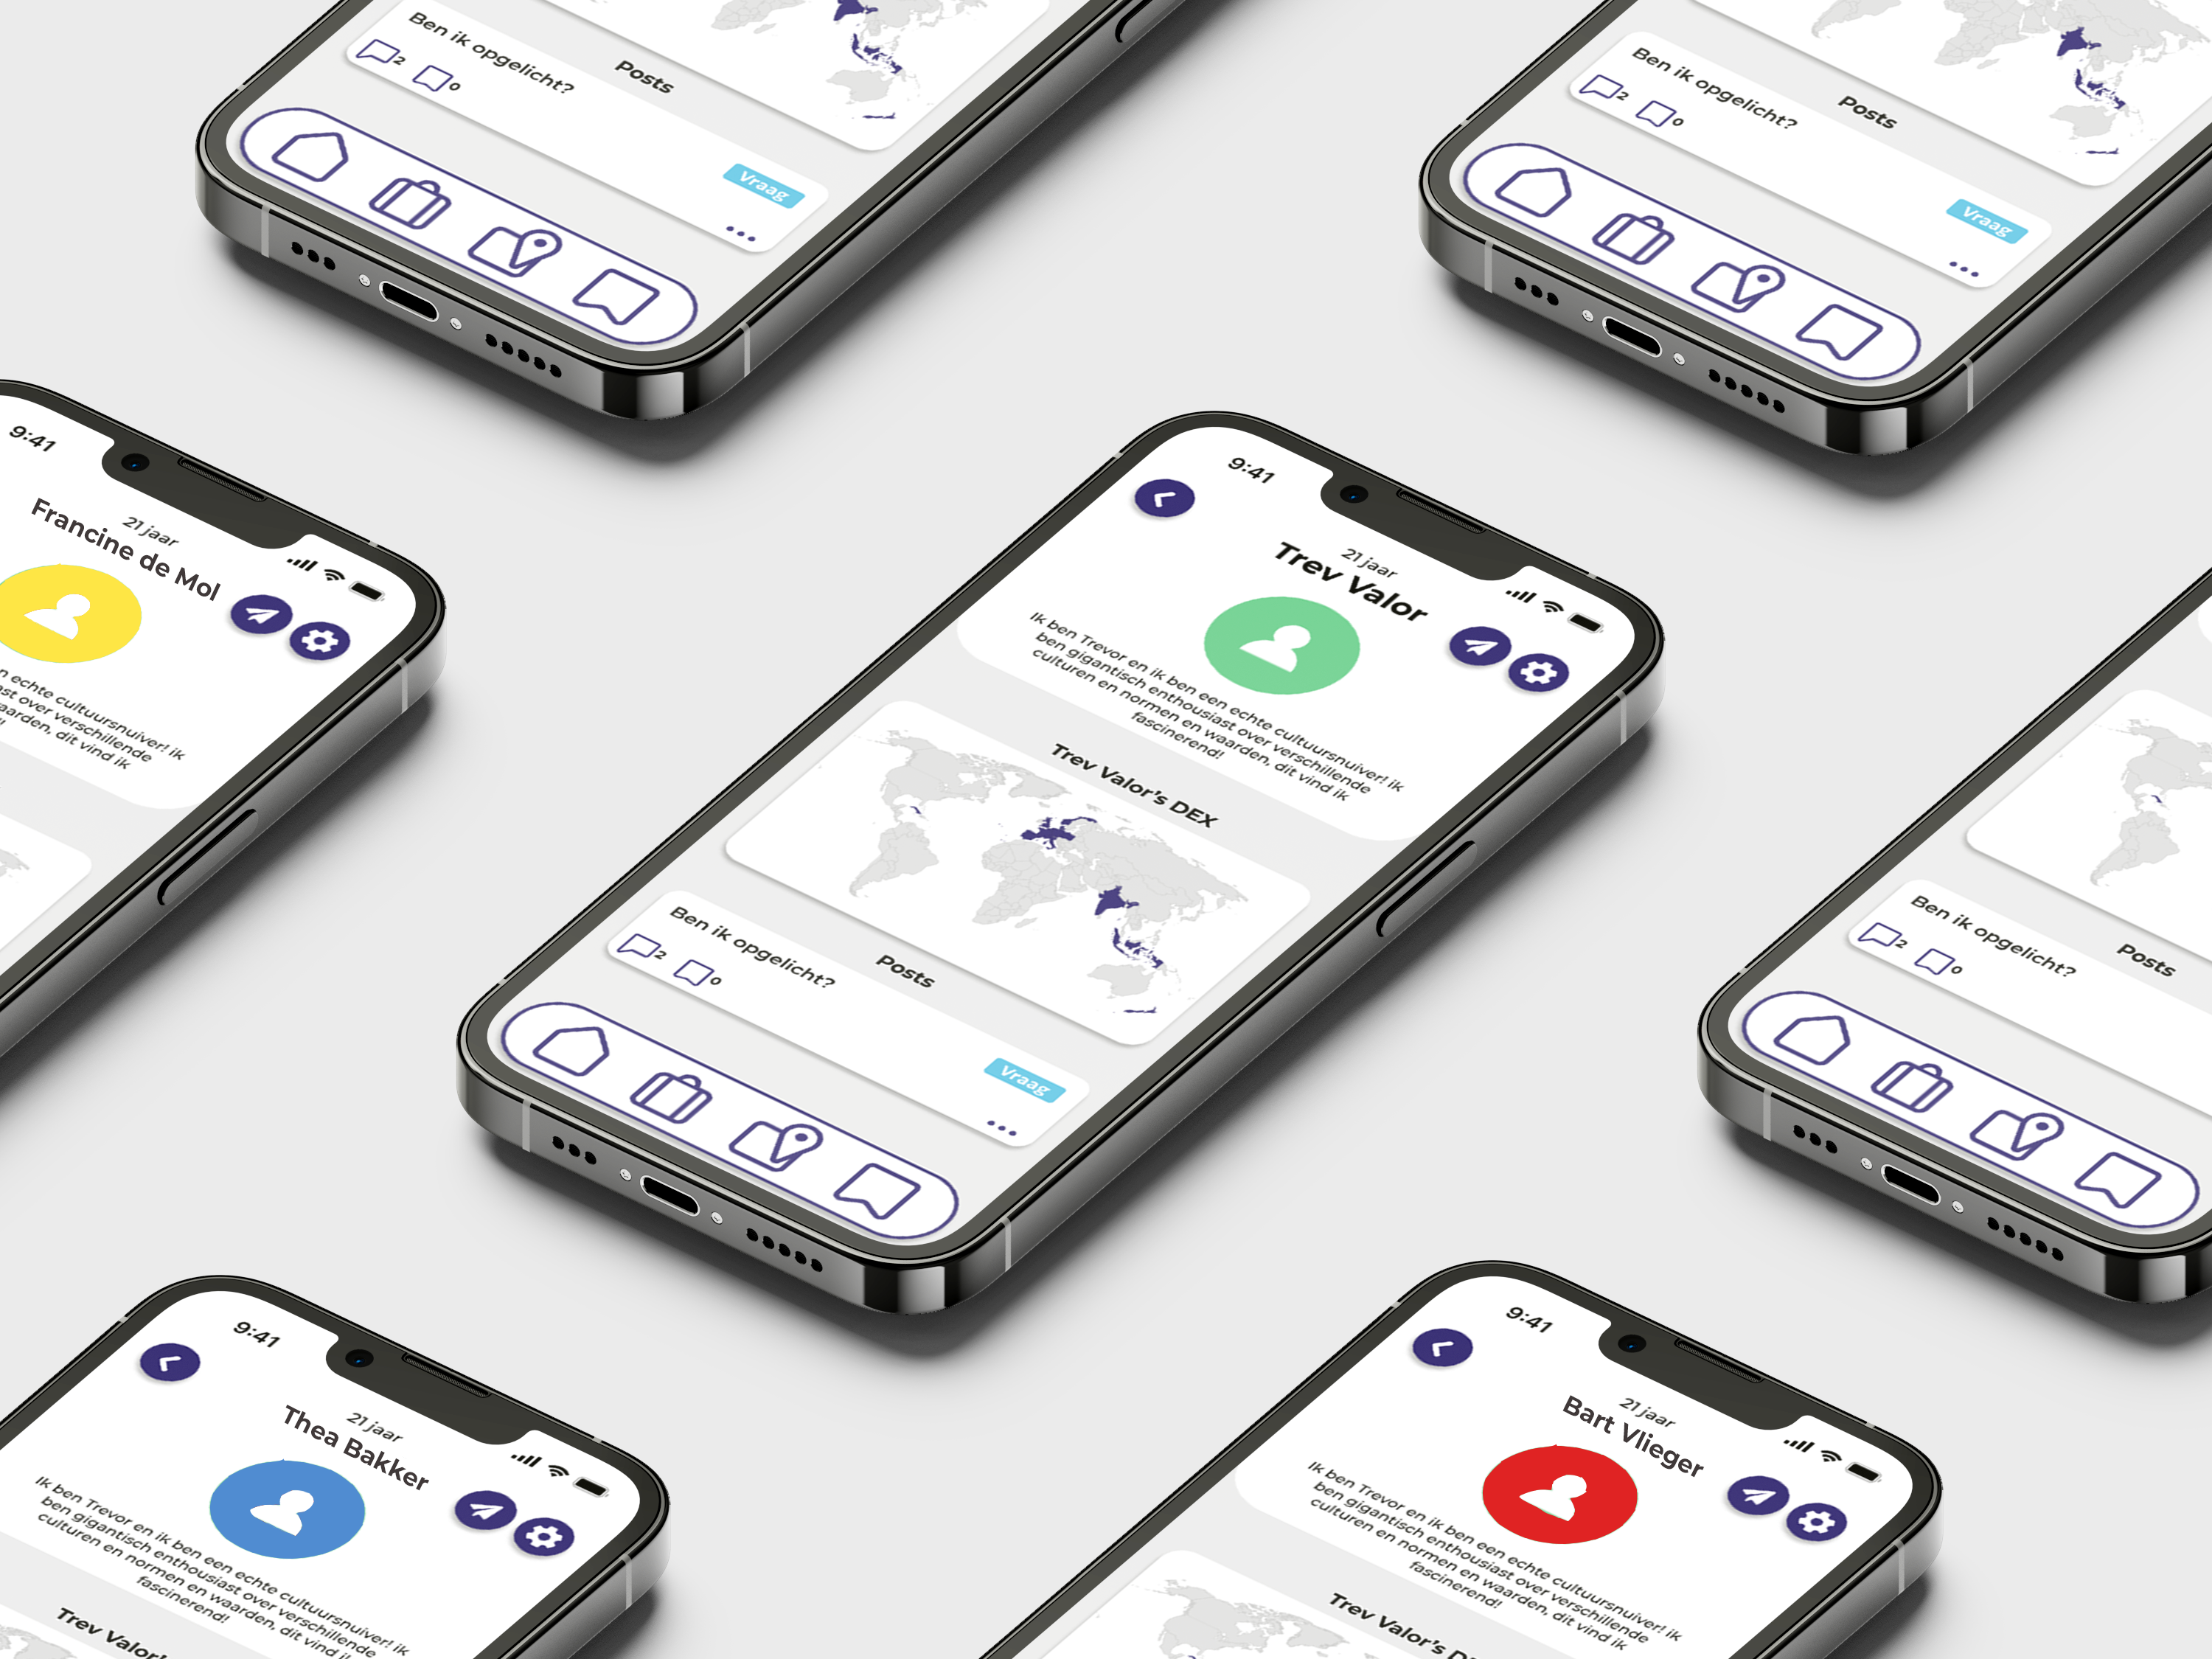 Ben ik opgelicht?
Posts
2
0
Vraag
Ben ik opgelicht?
Posts
2
0
Vraag
9:41
21 jaar
Francine de Mol
echte cultuursnuiver! ik
over verschillende
dit vind ik
9:41
21 jaar
Trev Valor
Ik ben Trevor en ik ben een echte cultuursnuiver! ik
ben gigantisch enthousiast over verschillende
culturen en normen en waarden, dit vind ik
fascinerend!
Trev Valor's DEX
Posts
Ben ik opgelicht?
2
0
Vraag
Posts
Ben ik opgelicht?
2
0
9:41
21 jaar
Thea Bakker
Ik ben Trevor en ik ben een echte cultuursnuiver! ik
ben gigantisch enthousiast over verschillende
culturen en normen en waarden, dit vind
fascinerend!
Trev
9:41
21 jaar
Bart Vlieger
Ik ben Trevor en ik ben een echte cultuursnuiver! ik
ben gigantisch enthousiast over verschillende
culturen en normen en waarden, dit vind ik
fascinerend!
Trev Valor's